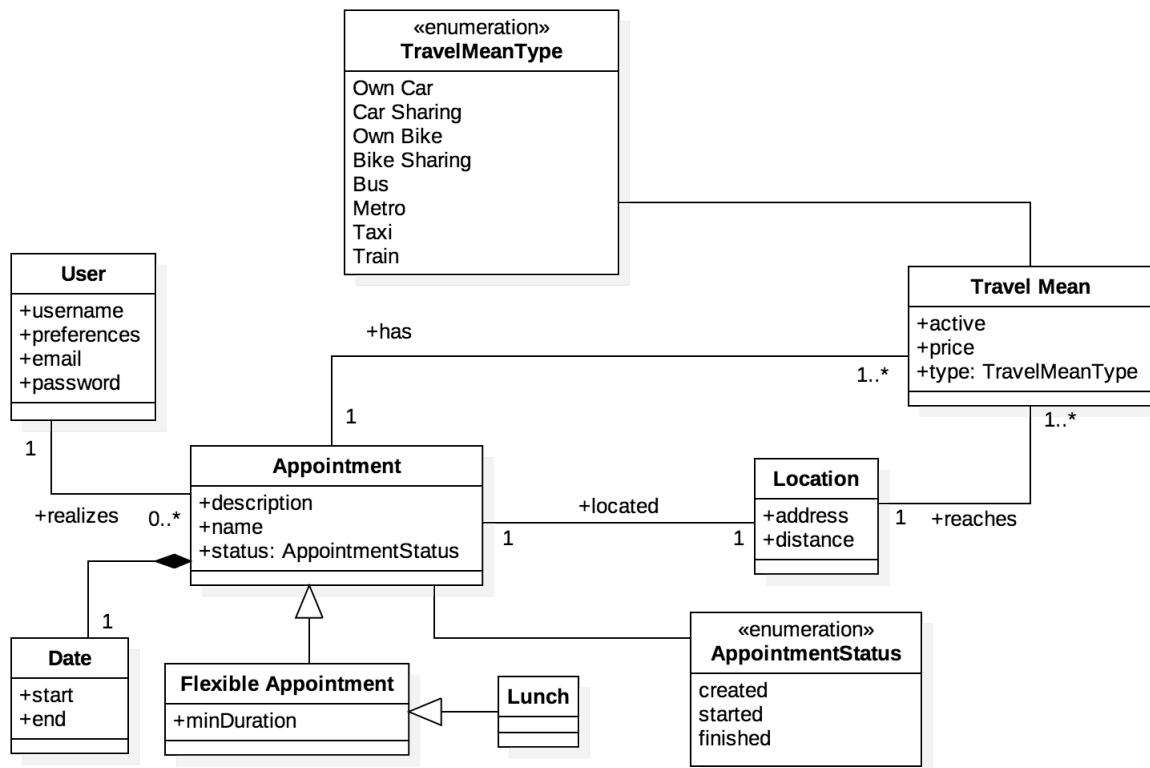 «enumeration»
TravelMeanType
Own Car
Car Sharing
Own Bike
Bike Sharing
Bus
Metro
Taxi
Train
User
+username
+preferences
+email
+password
Travel Mean
+active
+price
+type: TravelMeanType
+has
1..*
1
1..*
1
+realizes
0..*
Appointment
+description
+name
+status: AppointmentStatus
+located
1
1
Location
+address
+distance
1
+reaches
1
Date
+start
+end
Flexible Appointment
+minDuration
Lunch
«enumeration»
AppointmentStatus
created
started
finished